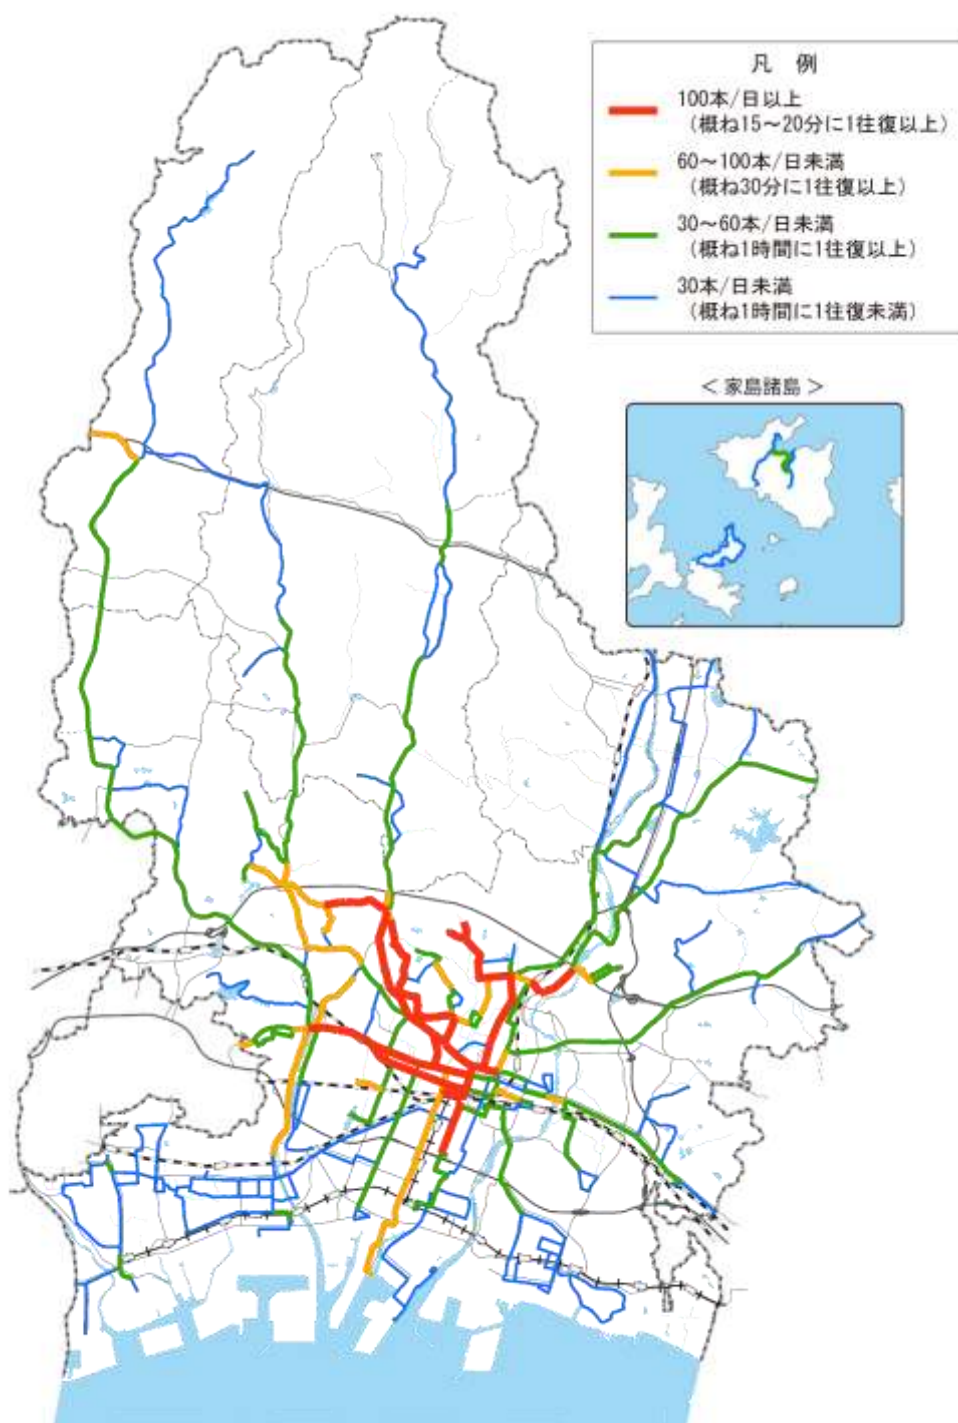 凡 例
100本/日以上
(概ね15～20分に1往復以上)
60～100本/日未満
(概ね30分に1往復以上)
30～60本/日未満
(概ね1時間に1往復以上)
30本/日未満
(概ね1時間に1往復未満)
＜ 家島諸島 ＞